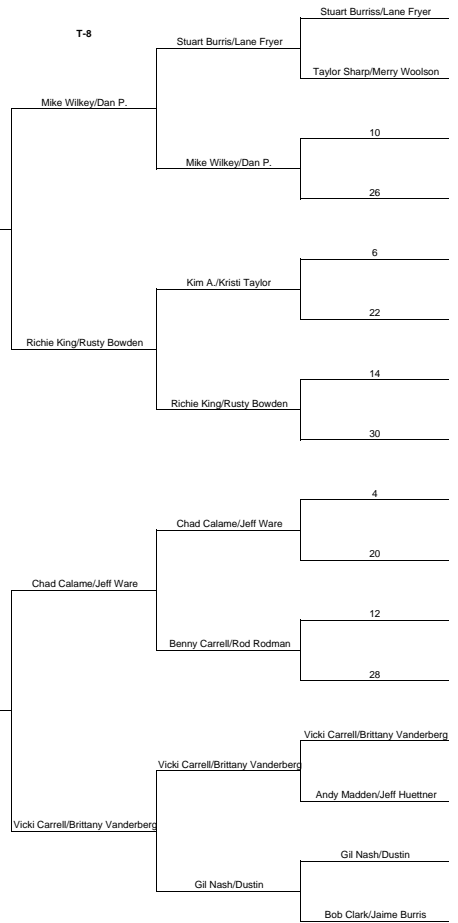 Stuart Burriss/Lane Fryer
T-8
Stuart Burris/Lane Fryer
Taylor Sharp/Merry Woolson
Mike Wilkey/Dan P.
10
Mike Wilkey/Dan P.
26
6
Kim A./Kristi Taylor
22
Richie King/Rusty Bowden
14
Richie King/Rusty Bowden
30
4
Chad Calame/Jeff Ware
20
Chad Calame/Jeff Ware
12
Benny Carrell/Rod Rodman
28
Vicki Carrell/Brittany Vanderberg
Vicki Carrell/Brittany Vanderberg
Andy Madden/Jeff Huettner
Vicki Carrell/Brittany Vanderberg
Gil Nash/Dustin
Gil Nash/Dustin
Bob Clark/Jaime Burris